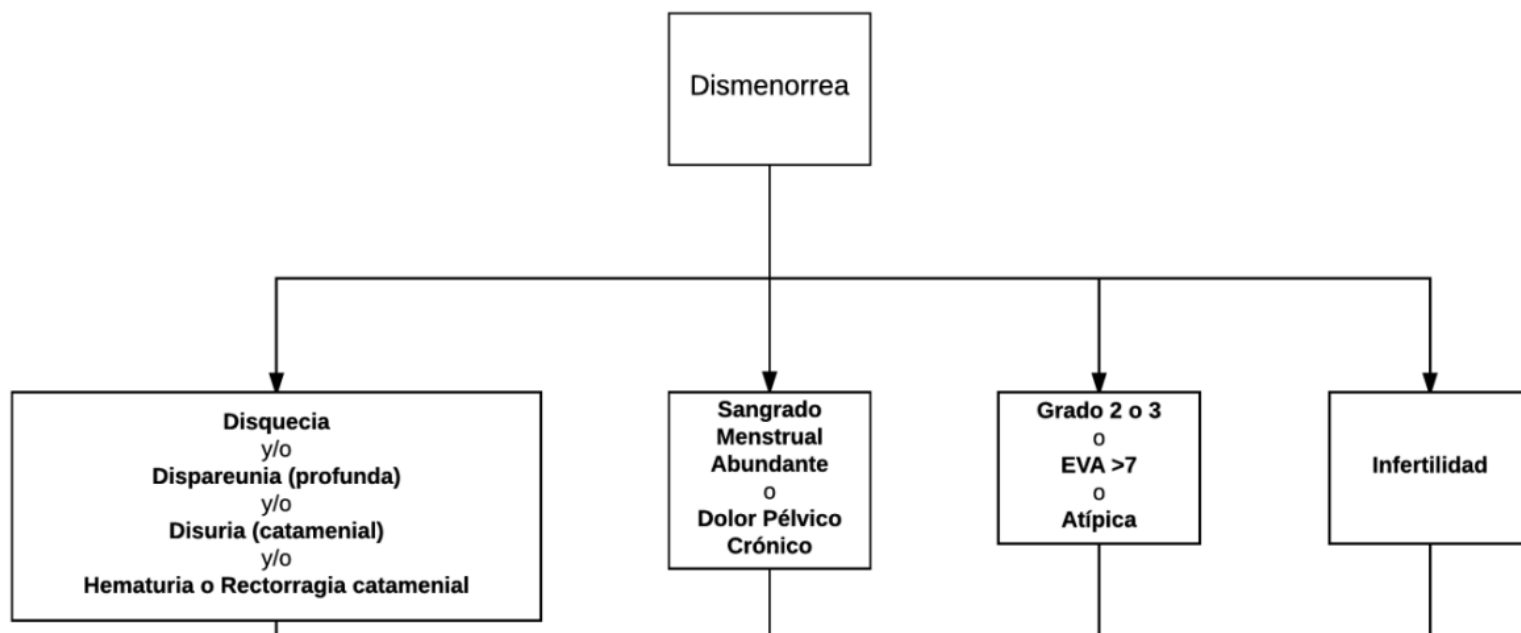 Dismenorrea
Disquecia
y/o
Dispareunia (profunda)
y/o
Disuria (catamenial)
y/o
Hematuria o Rectorragia catamenial
Sangrado
Menstrual
Abundante
o
Dolor Pélvico
Crónico
Grado 2 o 3
o
EVA >7
o
Atípica
Infertilidad